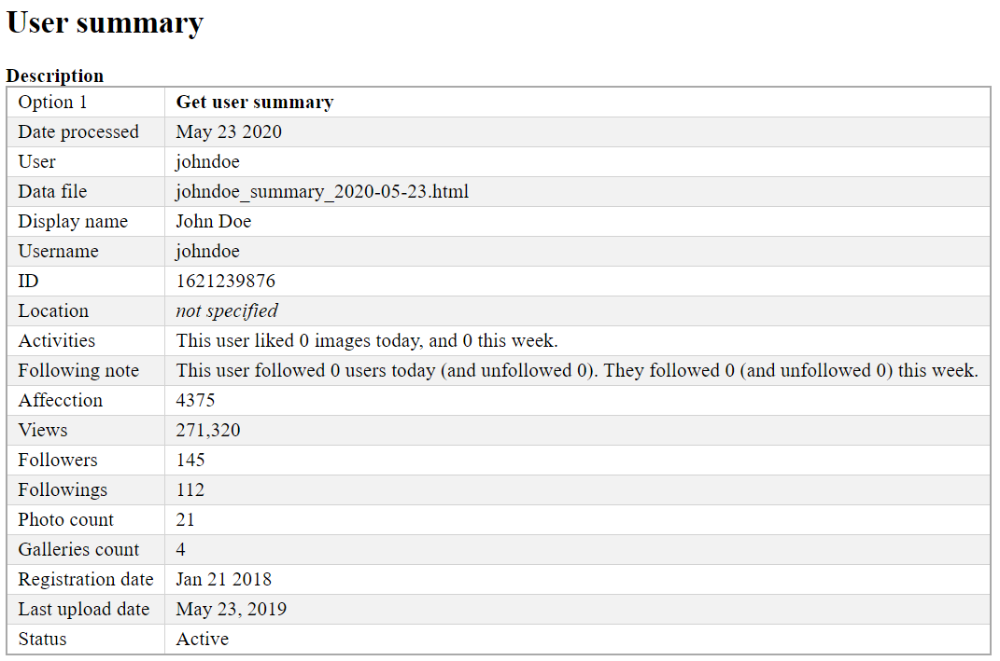 User summary
Description
Option 1 Get user summary
Date processed May 23 2020
User johndoe
Data file johndoe_summary_2020-05-23.html
Display name John Doe
Username johndoe
ID 1621239876
Location not specified
Activities This user liked 0 images today, and 0 this week.
Following note This user followed 0 users today (and unfollowed 0). They followed 0 (and unfollowed 0) this week.
Affecction 4375
Views 271,320
Followers 145
Followings 112
Photo count 21
Galleries count 4
Registration date Jan 21 2018
Last upload date May 23, 2019
Status Active